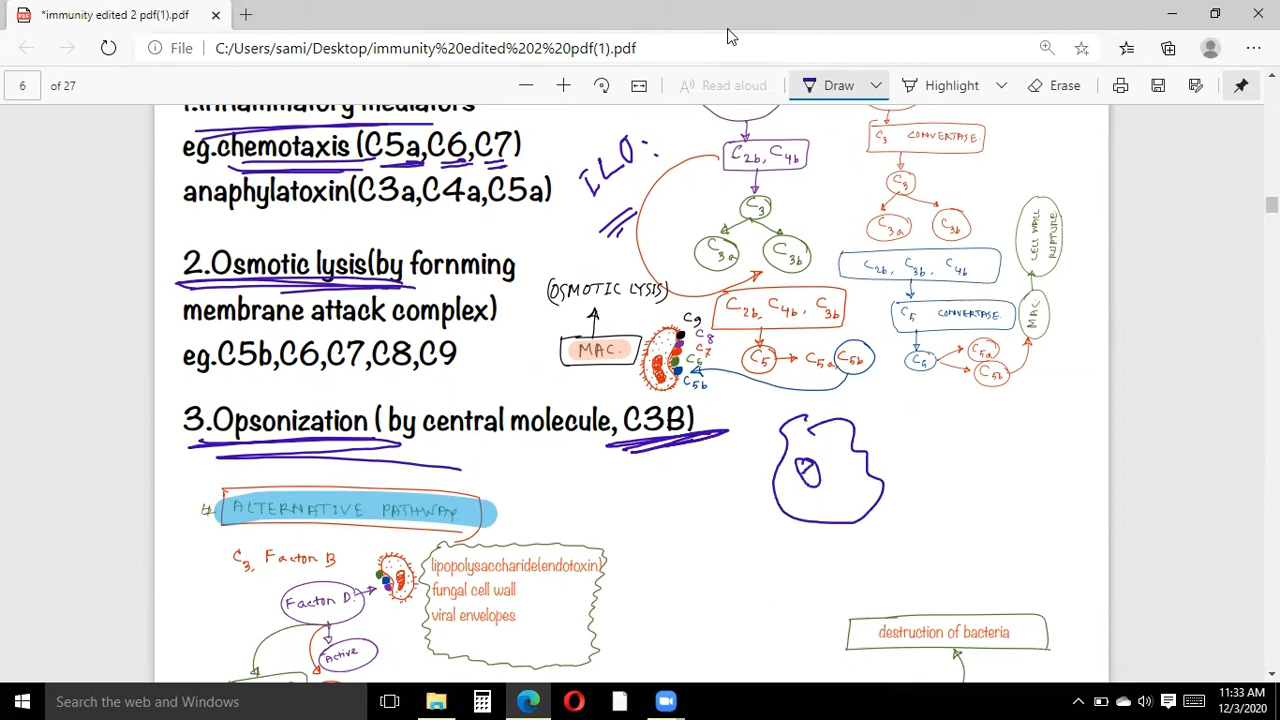 *immunity edited 2 pdf(1).pdf
File
C:/Users/sami/Desktop/immunity%20edited%202%20pdf(1).pdf
6
of 27
Read aloud
Draw
Highlight
Erase
1.Inflammatory mediators
eg.chemotaxis (C5a,C6,C7)
anaphylatoxin(C3a,C4a,C5a)
2.Osmotic lysis(by fornming
membrane attack complex)
eg.C5b,C6,C7,C8,C9
3.Opsonization ( by central molecule, C3B)
ILO:
C2b, C4b
C3
C3a
C3b
C2b, C4b, C3b
C5
C5a, C5b
(OSMOTIC LYSIS)
MAC.
C9
C8
C7
C6
C5b
C3 CONVERTASE.
C3
C3a
C3b
C2b, C3b, C4b
C5 CONVERTASE.
C5
C5a
C5b
MAC
CELL WALL
RUPTURE.
ALTERNATIVE PATHWAY
C3, Factor B
Factor D.
Active
lipopolysaccharide(endotoxin)
fungal cell wall
viral envelopes
destruction of bacteria
Search the web and Windows
11:33 AM
12/3/2020